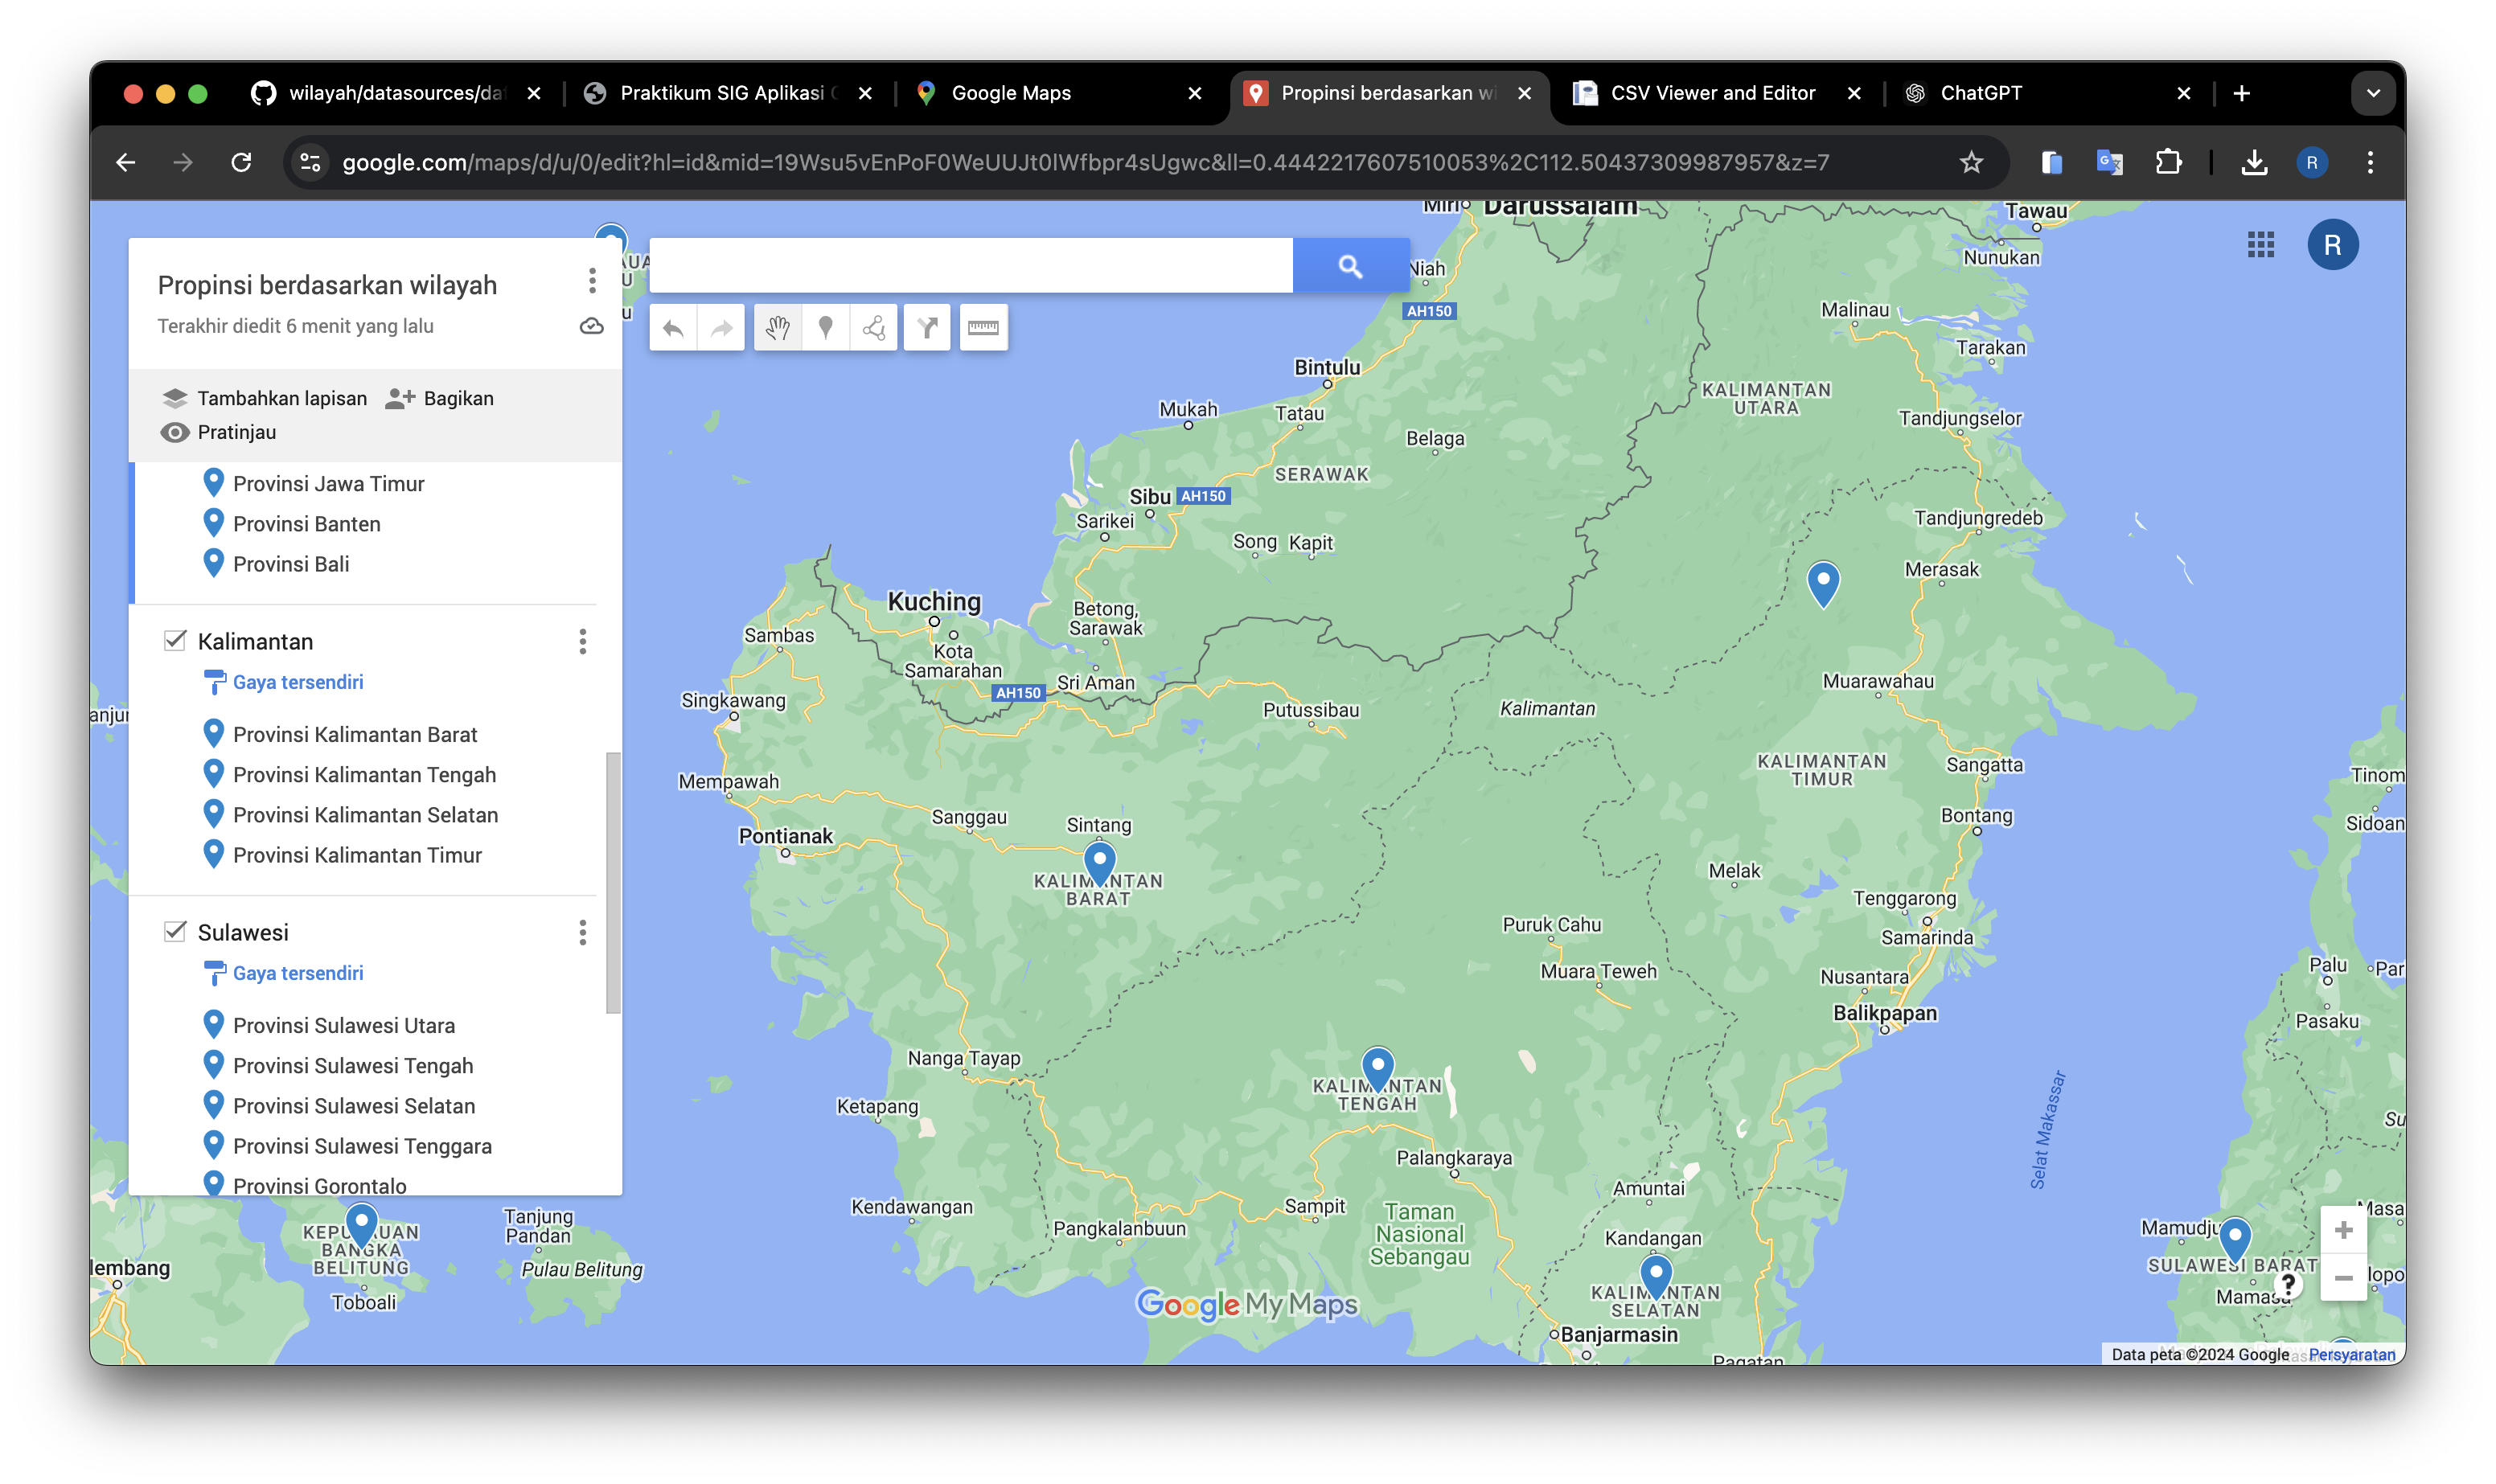 wilayah/datasources/da
Praktikum SIG Aplikasi
Google Maps
Propinsi berdasarkan wi
CSV Viewer and Editor
ChatGPT
google.com/maps/d/u/0/edit?hl=id&mid=19Wsu5vEnPoF0WeUUJt0lWfbpr4sUgwc&ll=0.4442217607510053%2C112.50437309987957&z=7
R
Propinsi berdasarkan wilayah
Terakhir diedit 6 menit yang lalu
Tambahkan lapisan
Bagikan
Pratinjau
Provinsi Jawa Timur
Provinsi Banten
Provinsi Bali
Kalimantan
Gaya tersendiri
Provinsi Kalimantan Barat
Provinsi Kalimantan Tengah
Provinsi Kalimantan Selatan
Provinsi Kalimantan Timur
Sulawesi
Gaya tersendiri
Provinsi Sulawesi Utara
Provinsi Sulawesi Tengah
Provinsi Sulawesi Selatan
Provinsi Sulawesi Tenggara
Provinsi Gorontalo
R
Miri
Darussalam
Tawau
Niah
Nunukan
AH150
Malinau
Tarakan
Bintulu
KALIMANTAN
UTARA
Mukah
Tatau
Tandjungselor
Belaga
SERAWAK
Sibu
AH150
Sarikei
Tandjungredeb
Song
Kapit
Merasak
Kuching
Betong,
Sarawak
Sambas
Kota
Samarahan
Sri Aman
AH150
Muarawahau
Singkawang
Putussibau
Kalimantan
KALIMANTAN
TIMUR
Sangatta
Tinom
Mempawah
Sanggau
Sintang
Bontang
Sidoan
Pontianak
KALIMANTAN
BARAT
Melak
Tenggarong
Puruk Cahu
Samarinda
Muara Teweh
Nusantara
Palu
Par
Balikpapan
Pasaku
Nanga Tayap
KALIMANTAN
TENGAH
Ketapang
Su
Selat Makassar
Palangkaraya
Amuntai
Kendawangan
Sampit
Taman
Nasional
Sebangau
Pangkalanbuun
Kandangan
Mamudju
Masa
KEPULAUAN
BANGKA
BELITUNG
Tanjung
Pandan
Pulau Belitung
lembang
Toboali
KALIMANTAN
SELATAN
SULAWESI BARAT
lopo
Mamasa
?
Google My Maps
Banjarmasin
Pagatan
Data peta ©2024 Google
Persyaratan